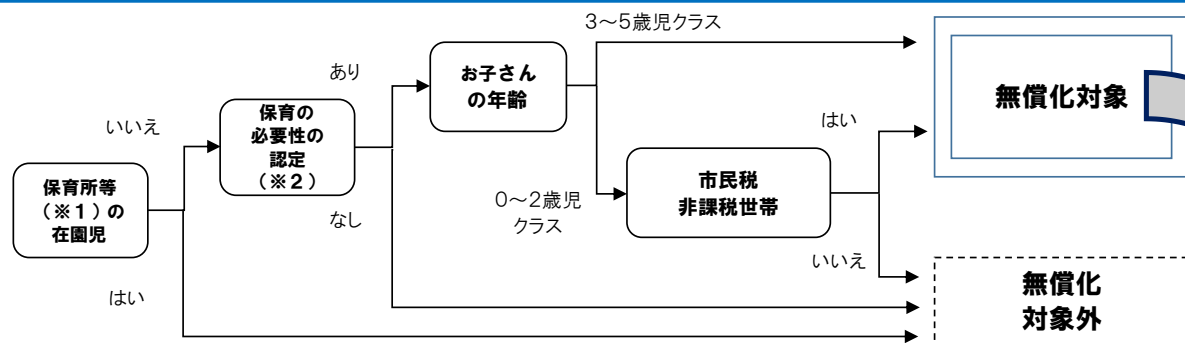 3～5歳児クラス
あり
お子さん
の年齢
無償化対象
いいえ
保育の
必要性の
認定
（※２）
はい
保育所等
（※１）の
在園児
なし
0～2歳児
クラス
市民税
非課税世帯
いいえ
はい
無償化
対象外